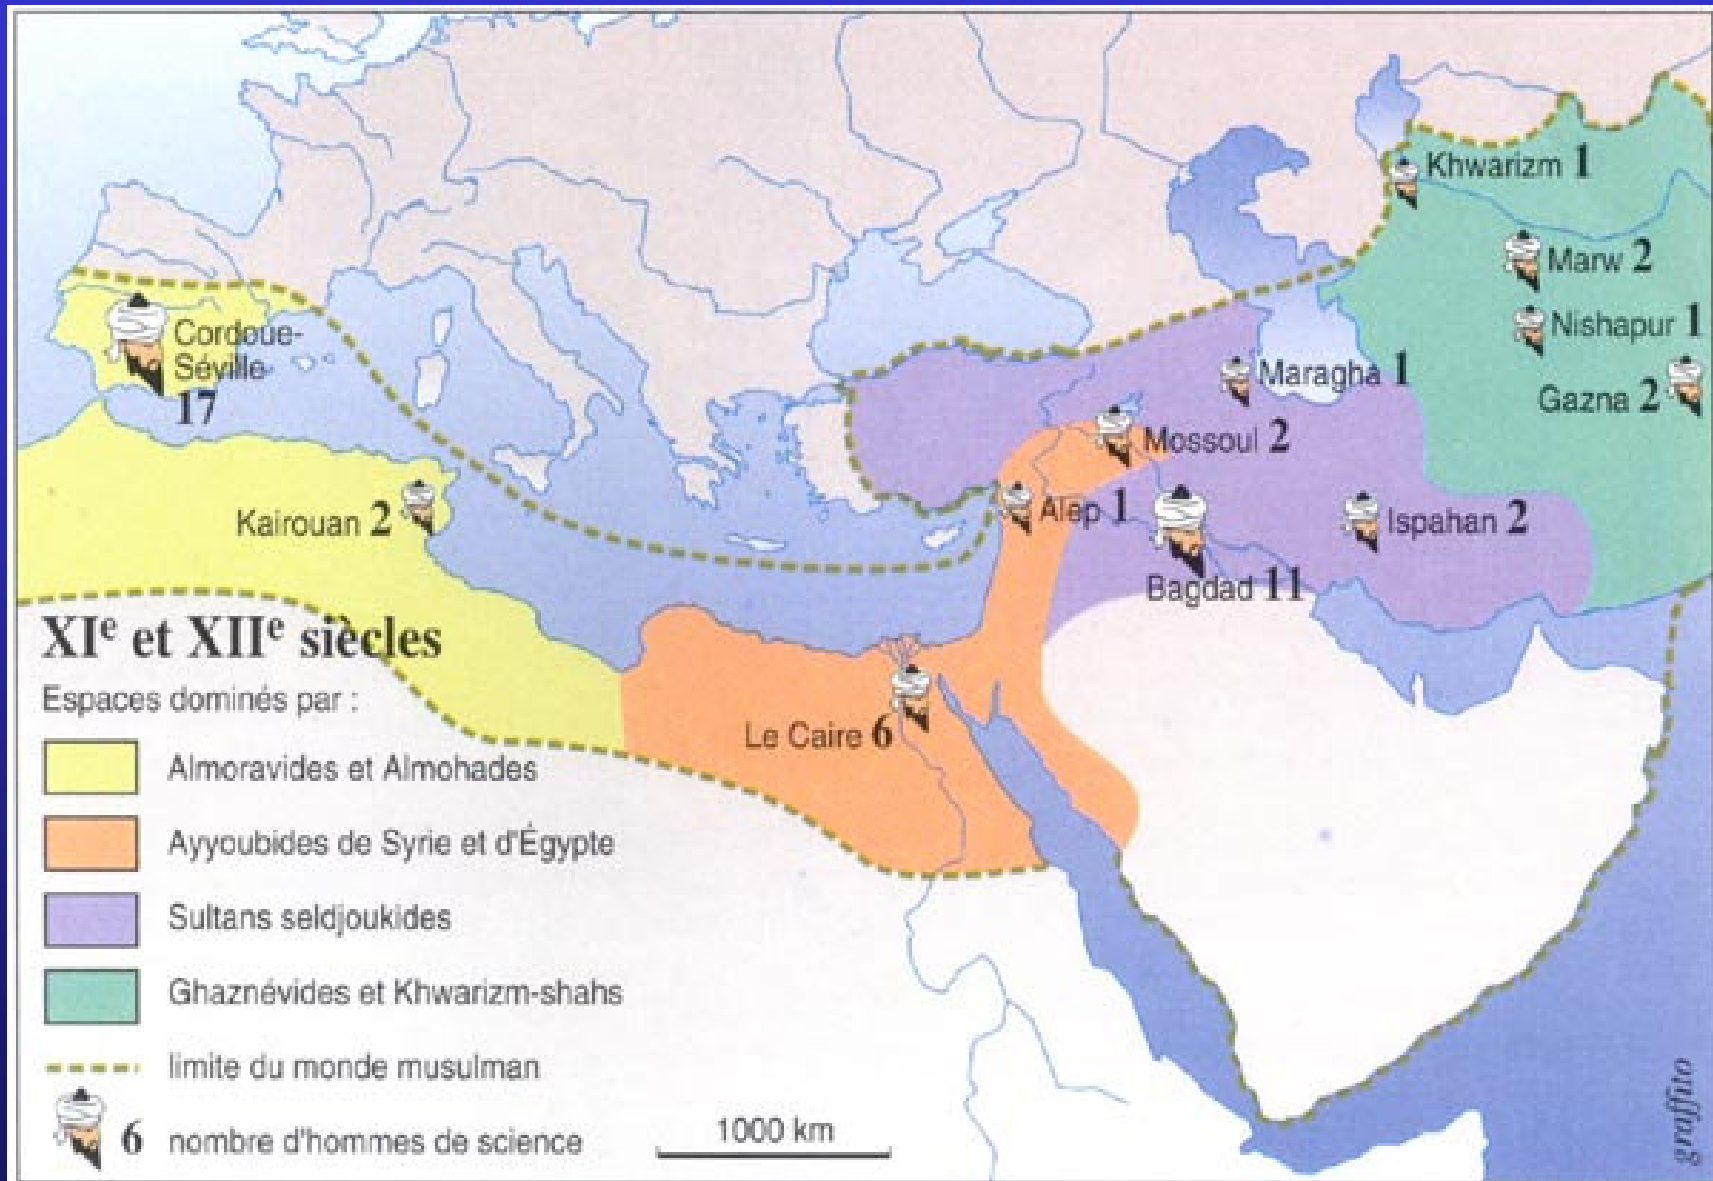 Khwarizm 1
Marw 2
Nishapur 1
Gazna 2
Cordoue-
Séville
17
Maragha 1
Mossoul 2
Kairouan 2
Alep 1
Ispahan 2
Bagdad 11
Le Caire 6
XIe et XIIe siècles
Espaces dominés par :
Almoravides et Almohades
Ayyoubides de Syrie et d'Égypte
Sultans seldjoukides
Ghaznévides et Khwarizm-shahs
limite du monde musulman
6 nombre d'hommes de science
1000 km
graffito